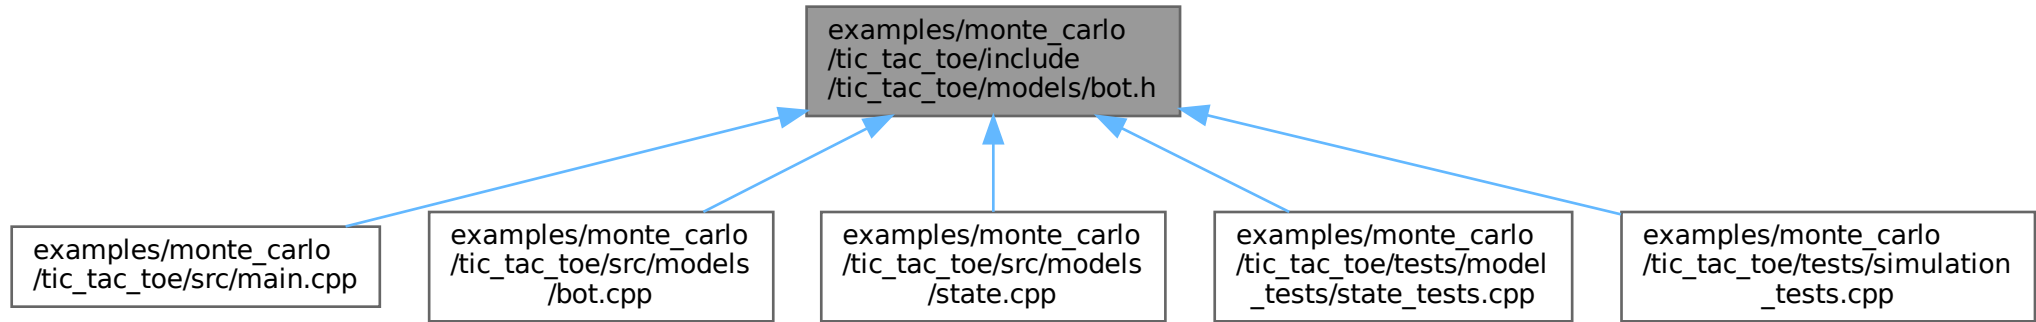 examples/monte_carlo
/tic_tac_toe/include
/tic_tac_toe/models/bot.h
examples/monte_carlo
/tic_tac_toe/src/main.cpp
examples/monte_carlo
/tic_tac_toe/src/models
/bot.cpp
examples/monte_carlo
/tic_tac_toe/src/models
/state.cpp
examples/monte_carlo
/tic_tac_toe/tests/model
_tests/state_tests.cpp
examples/monte_carlo
/tic_tac_toe/tests/simulation
_tests.cpp